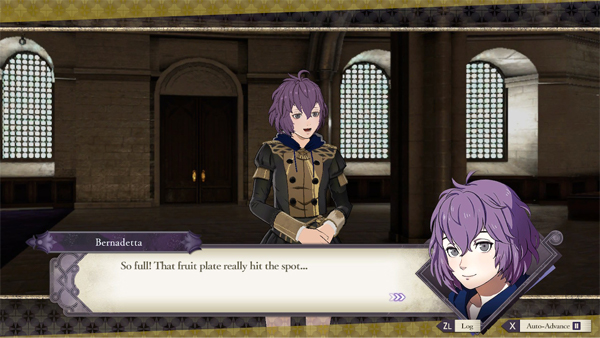 Bernadetta
So full! That fruit plate really hit the spot...
ZL Log
X Auto-Advance